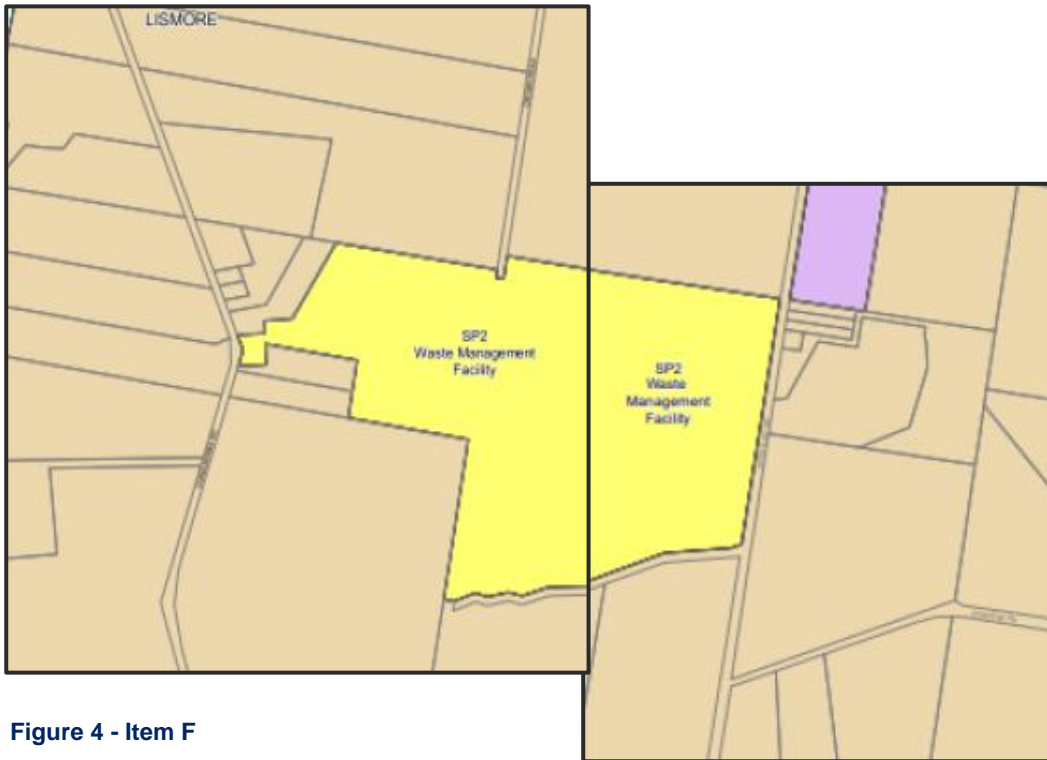 LISMORE
SP2
Waste Management
Facility
SP2
Waste
Management
Facility
Figure 4 - Item F